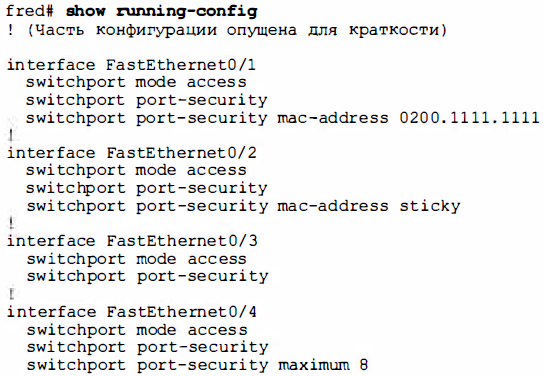 fred# show running-config
! (Часть конфигурации опущена для краткости)
interface FastEthernet0/1
switchport mode access
switchport port-security
switchport port-security mac-address 0200.1111.1111
!
interface FastEthernet0/2
switchport mode access
switchport port-security
switchport port-security mac-address sticky
!
interface FastEthernet0/3
switchport mode access
switchport port-security
!
interface FastEthernet0/4
switchport mode access
switchport port-security
switchport port-security maximum 8